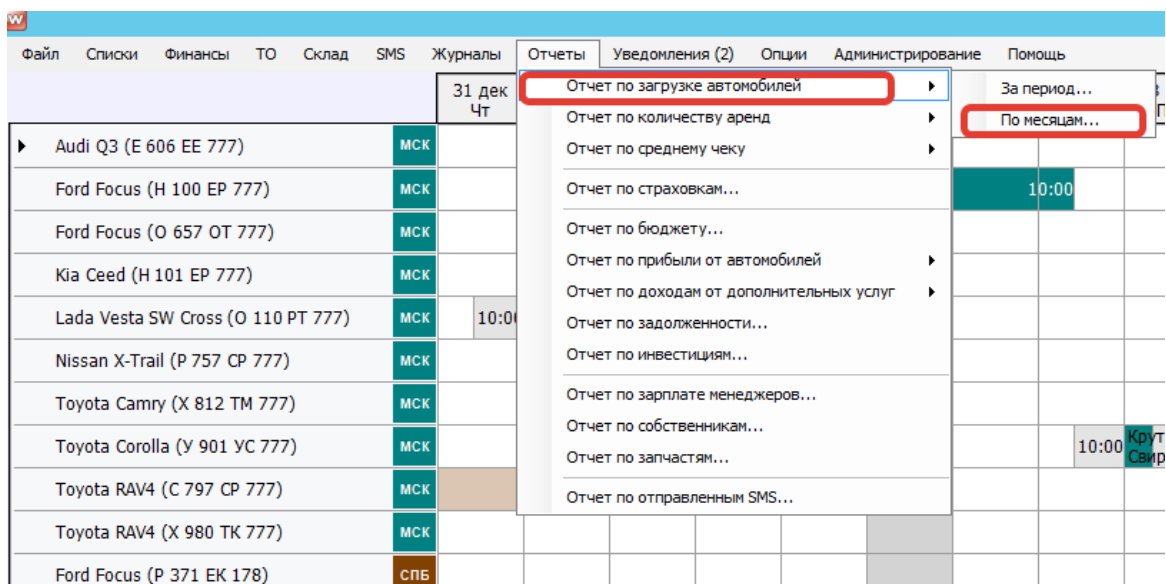 w
Файл Списки Финансы ТО Склад SMS Журналы Отчеты Уведомления (2) Опции Администрирование Помощь
31 дек
Чт
Отчет по загрузке автомобилей
За период...
По месяцам...
Отчет по количеству аренд
Отчет по среднему чеку
Отчет по страховкам...
Отчет по бюджету...
Отчет по прибыли от автомобилей
Отчет по доходам от дополнительных услуг
Отчет по задолженности...
Отчет по инвестициям...
Отчет по зарплате менеджеров...
Отчет по собственникам...
Отчет по запчастям...
Отчет по отправленным SMS...
Audi Q3 (Е 606 ЕЕ 777) МСК
Ford Focus (Н 100 ЕР 777) МСК 10:00
Ford Focus (О 657 ОТ 777) МСК
Kia Ceed (Н 101 ЕР 777) МСК
Lada Vesta SW Cross (О 110 РТ 777) МСК 10:00
Nissan X-Trail (Р 757 СР 777) МСК
Toyota Camry (Х 812 ТМ 777) МСК
Toyota Corolla (У 901 УС 777) МСК 10:00 Крут
Свир
Toyota RAV4 (С 797 СР 777) МСК
Toyota RAV4 (Х 980 ТК 777) МСК
Ford Focus (Р 371 ЕК 178) СПБ